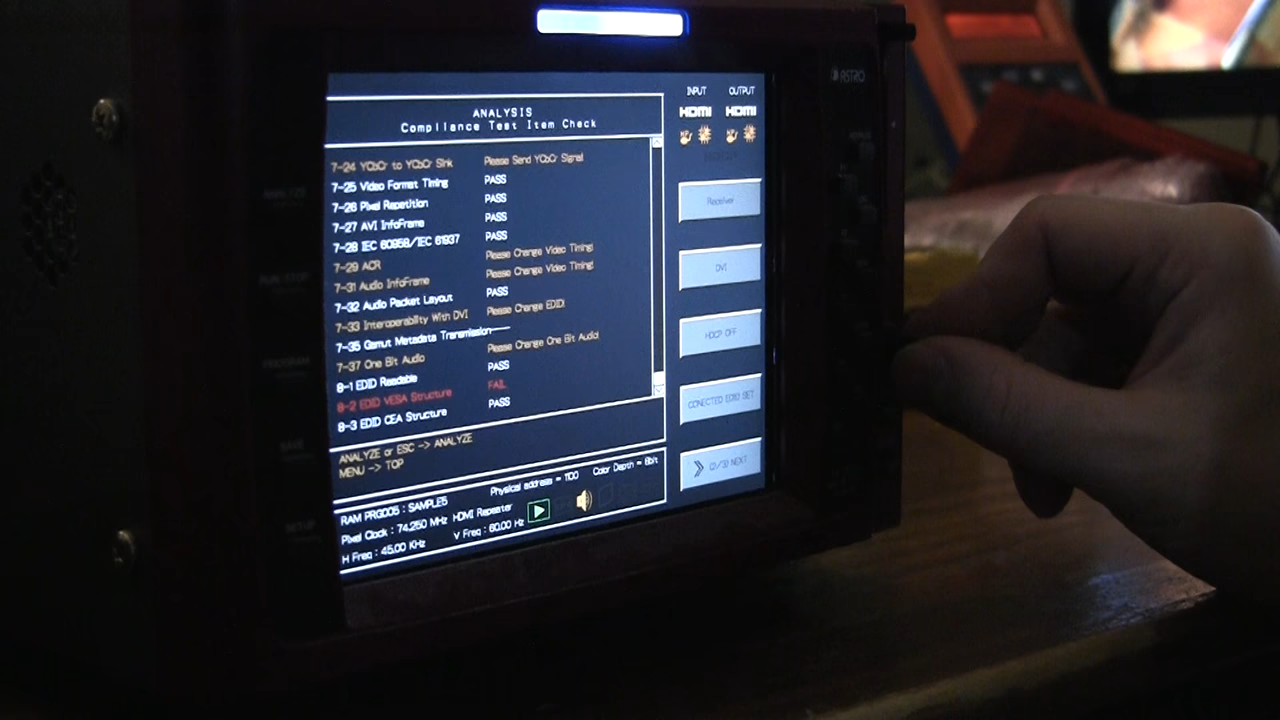 ASTRO
ANALYSIS
Compliance Test Item Check
7-24 YCbCr to YCbCr Sink Please Send YCbCr Signal
7-25 Video Format Timing PASS
7-26 Pixel Repetition PASS
7-27 AVI InfoFrame PASS
7-28 IEC 60958/IEC 61937 PASS
7-29 ACR Please Change Video Timing!
7-31 Audio InfoFrame Please Change Video Timing!
7-32 Audio Packet Layout PASS
7-33 Interoperability With DVI Please Change EDID!
7-35 Gamut Metadata Transmission
7-37 One Bit Audio Please Change One Bit Audio!
8-1 EDID Readable PASS
8-2 EDID VESA Structure FAIL
8-3 EDID CEA Structure PASS
ANALYZE or ESC -> ANALYZE
MENU -> TOP
RAM PRG005 : SAMPLE5 Physical address = 1100 Color Depth = 8bit
Pixel Clock : 74.250 MHz HDMI Repeater
H Freq : 45.00 KHz V Freq : 60.00 Hz
INPUT OUTPUT
HDMI HDMI
Receiver
DVI
HDCP OFF
CONECTED EDID SET
(2/3) NEXT